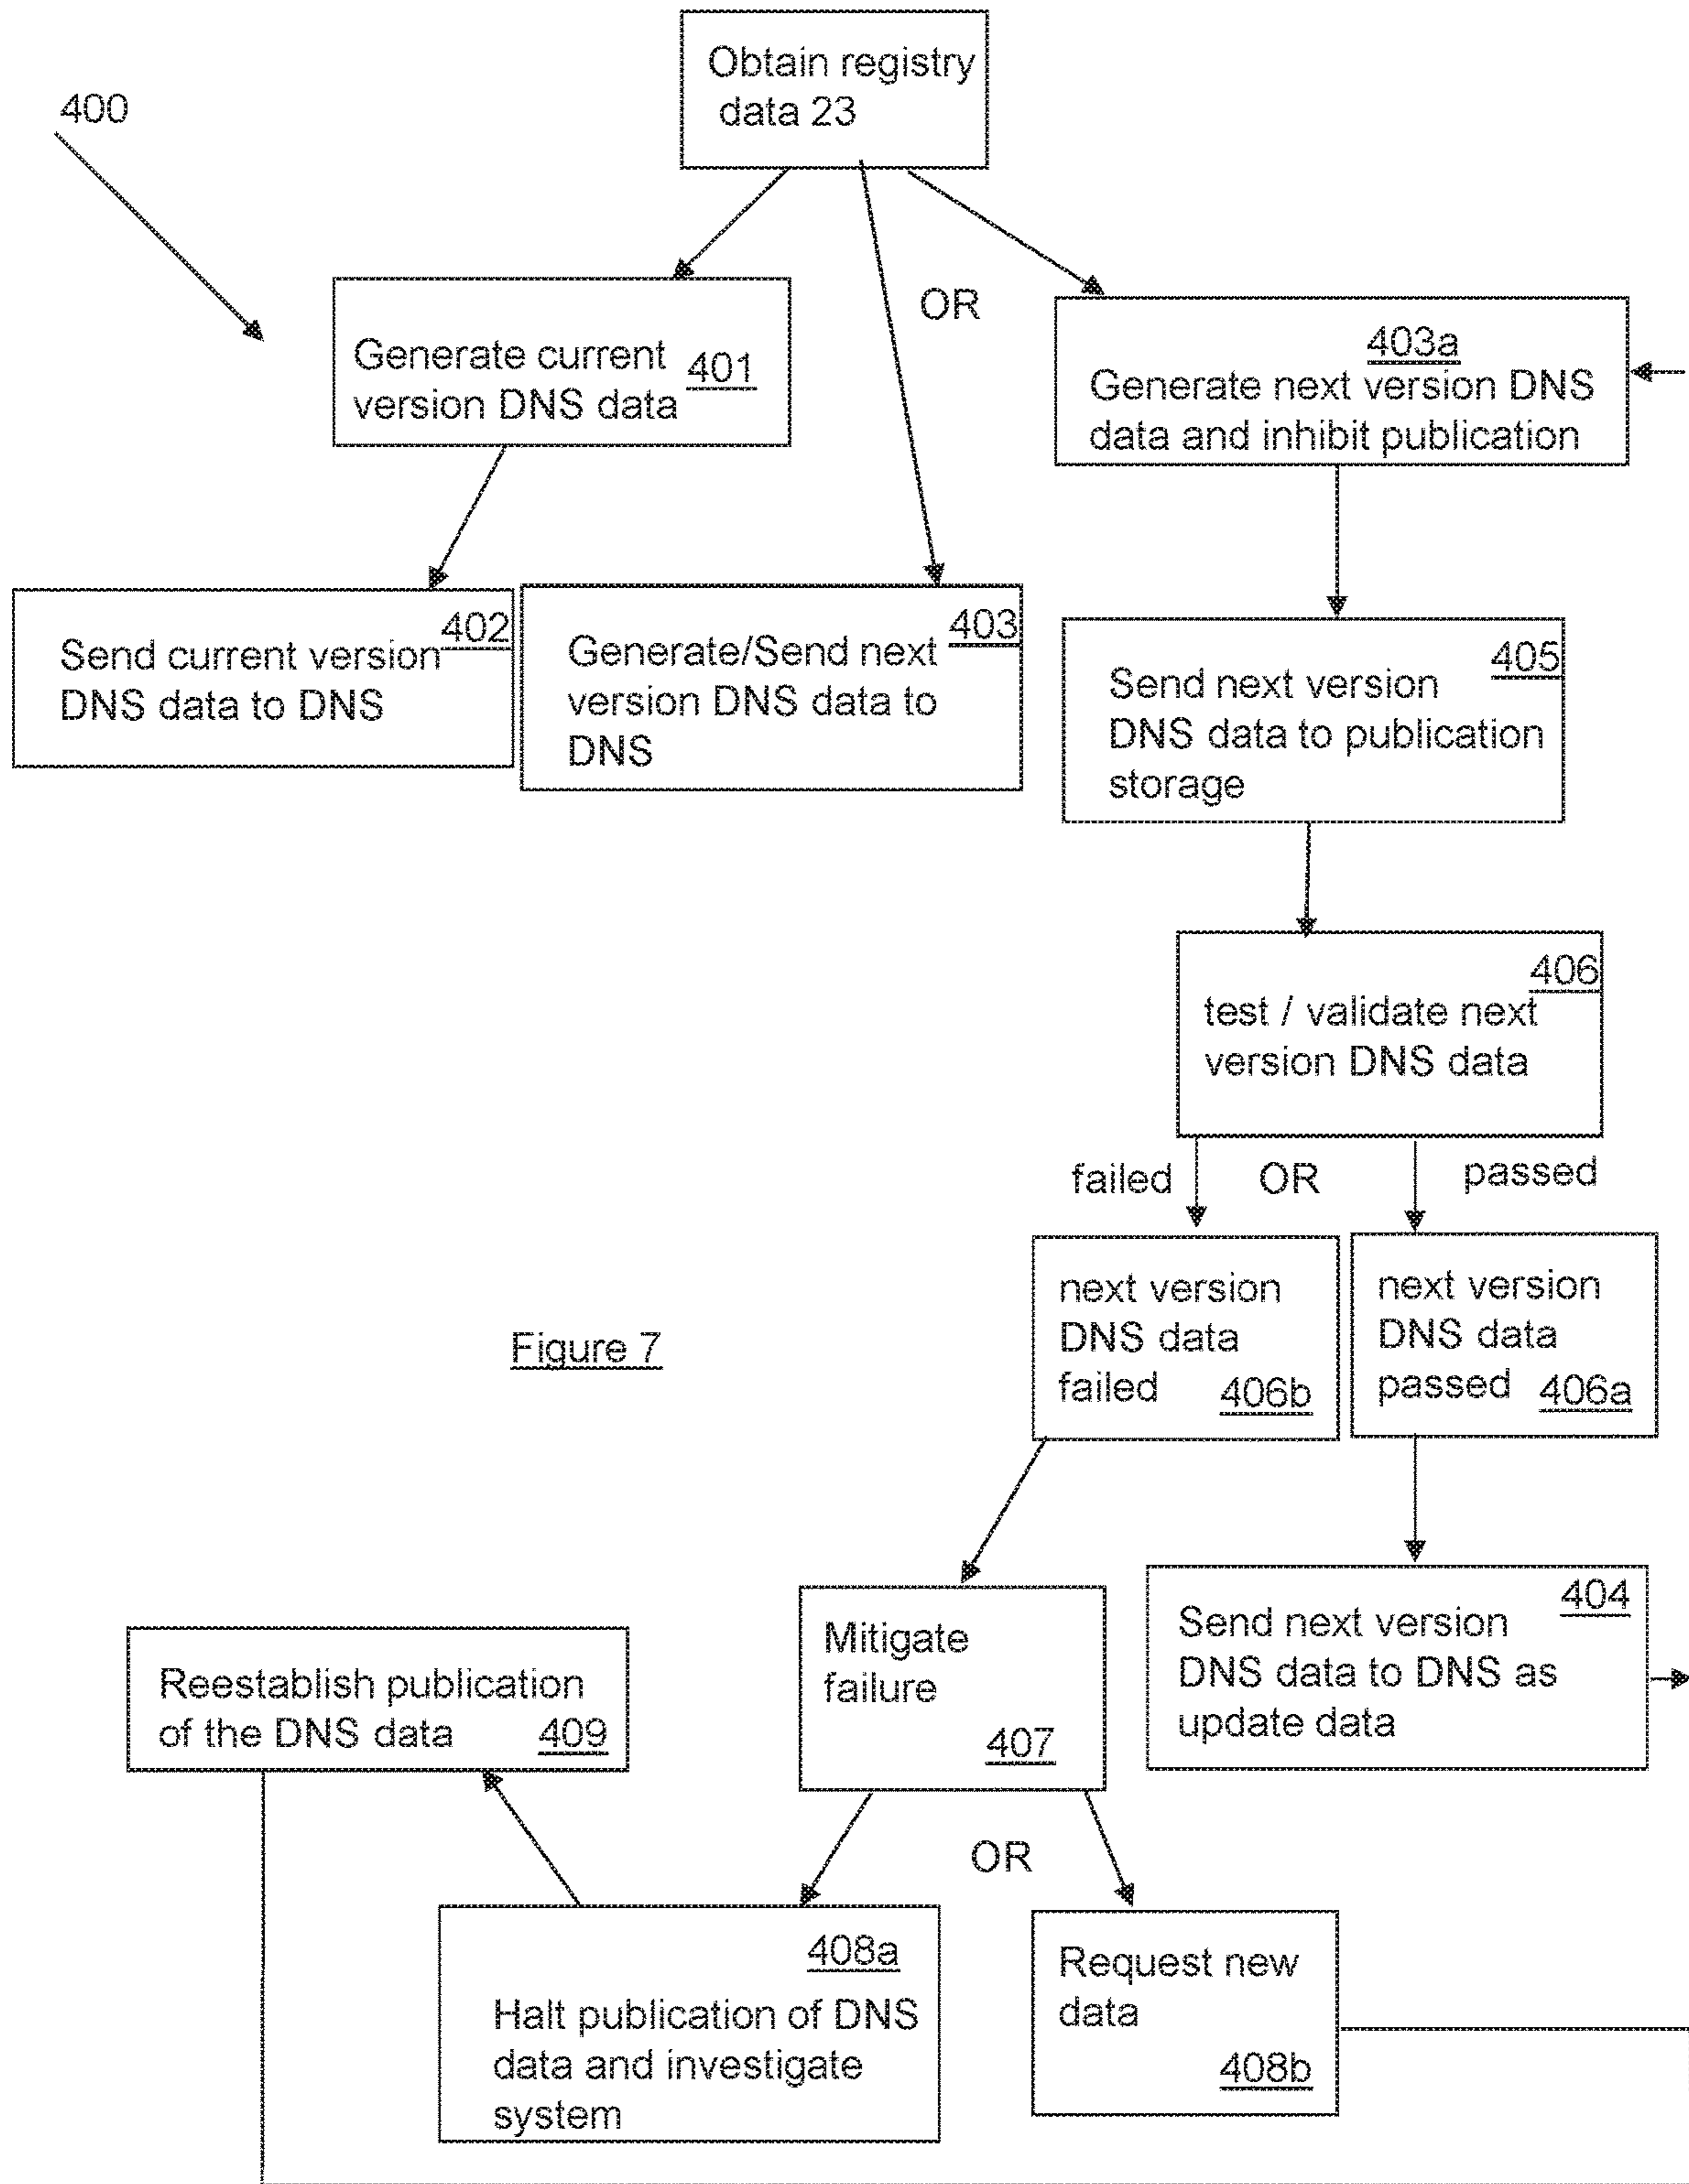 Obtain registry
data 23
400
OR
Generate current
version DNS data 401
403a
Generate next version DNS
data and inhibit publication
402
Send current version
DNS data to DNS
403
Generate/Send next
version DNS data to
DNS
405
Send next version
DNS data to publication
storage
406
test / validate next
version DNS data
failed OR passed
next version
DNS data
failed 406b
next version
DNS data
passed 406a
Figure 7
Mitigate
failure
407
404
Send next version
DNS data to DNS as
update data
Reestablish publication
of the DNS data 409
OR
408a
Halt publication of DNS
data and investigate
system
Request new
data
408b